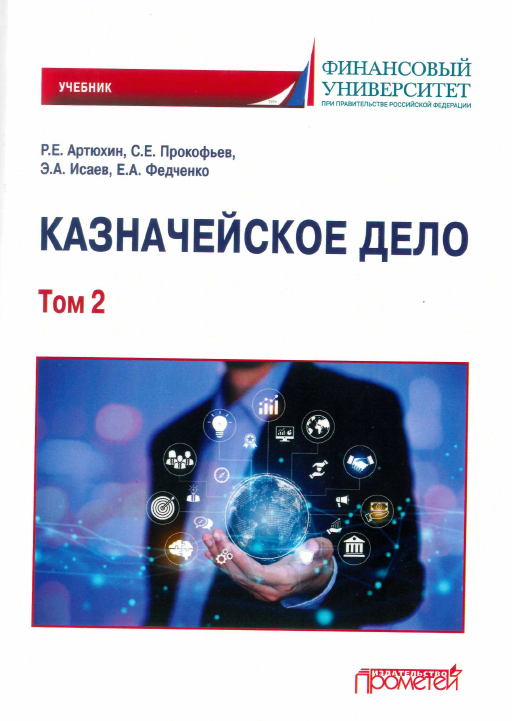 УЧЕБНИК
ФИНАНСОВЫЙ
УНИВЕРСИТЕТ
ПРИ ПРАВИТЕЛЬСТВЕ РОССИЙСКОЙ ФЕДЕРАЦИИ
Р.Е. Артюхин, С.Е. Прокофьев,
Э.А. Исаев, Е.А. Федченко
КАЗНАЧЕЙСКОЕ ДЕЛО
Том 2
ИЗДАТЕЛЬСТВО
ПРОМЕТЕЙ